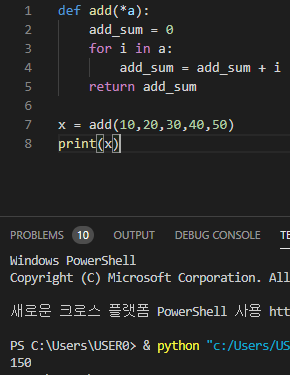 1 def add(*a):
2     add_sum = 0
3     for i in a:
4         add_sum = add_sum + i
5     return add_sum
6
7 x = add(10,20,30,40,50)
8 print(x)
PROBLEMS 10 OUTPUT DEBUG CONSOLE
Windows PowerShell
Copyright (C) Microsoft Corporation. All
새로운 크로스 플랫폼 PowerShell 사용
PS C:\Users\USER0> & python "c:/Users/US
150